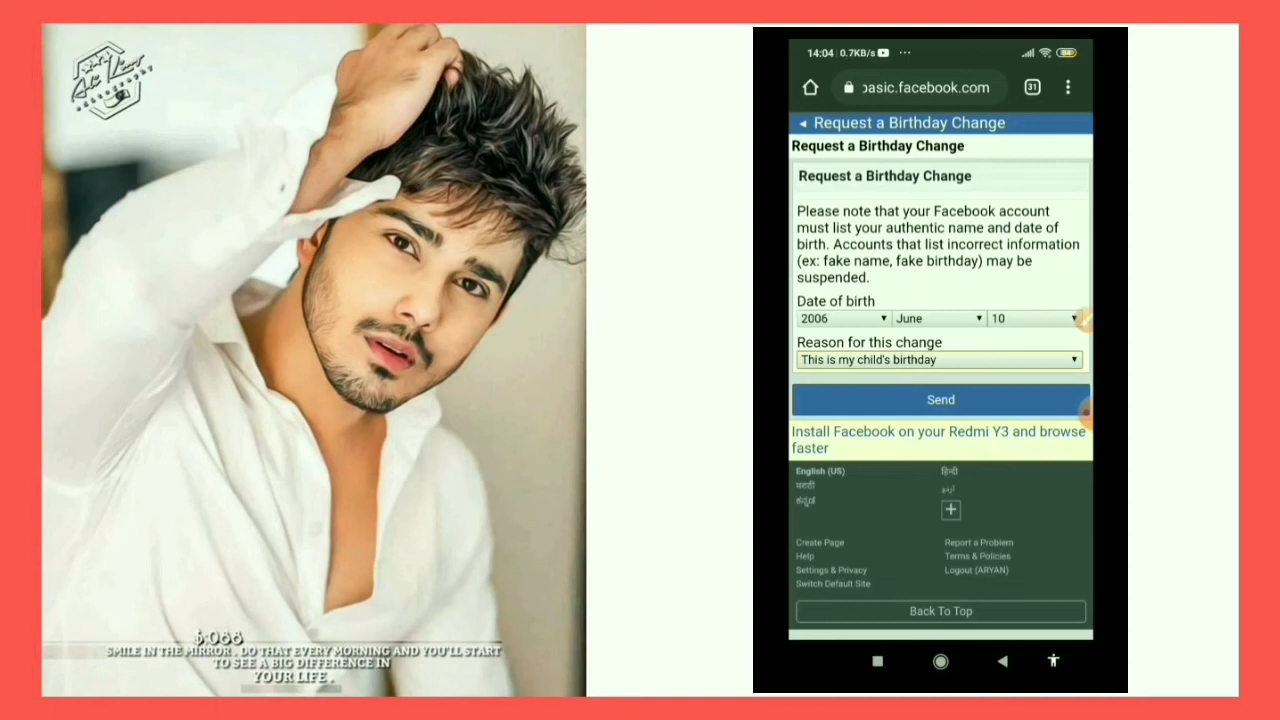 $:066
SMILE IN THE MIRROR . DO THAT EVERY MORNING AND YOU'LL START
TO SEE A BIG DIFFERENCE IN
YOUR LIFE .
14:04 0.7KB/s ...
84
basic.facebook.com
31
◄ Request a Birthday Change
Request a Birthday Change
Request a Birthday Change
Please note that your Facebook account
must list your authentic name and date of
birth. Accounts that list incorrect information
(ex: fake name, fake birthday) may be
suspended.
Date of birth
2006 June 10
Reason for this change
This is my child's birthday
Send
Install Facebook on your Redmi Y3 and browse
faster
English (US) हिन्दी
मराठी اردو
ಕನ್ನಡ
Create Page Report a Problem
Help Terms & Policies
Settings & Privacy Logout (ARYAN)
Switch Default Site
Back To Top